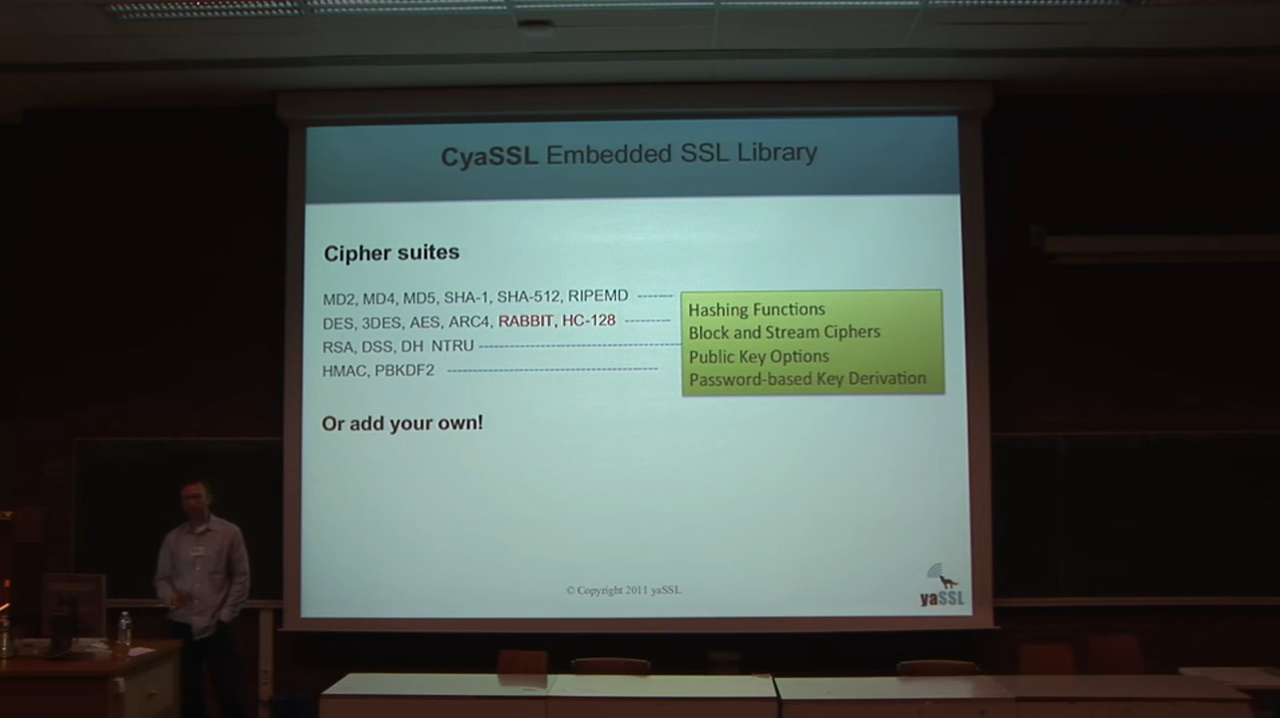 CyaSSL Embedded SSL Library
Cipher suites
MD2, MD4, MD5, SHA-1, SHA-512, RIPEMD
DES, 3DES, AES, ARC4, RABBIT, HC-128
RSA, DSS, DH NTRU
HMAC, PBKDF2
Hashing Functions
Block and Stream Ciphers
Public Key Options
Password-based Key Derivation
Or add your own!
© Copyright 2011 yaSSL
yaSSL